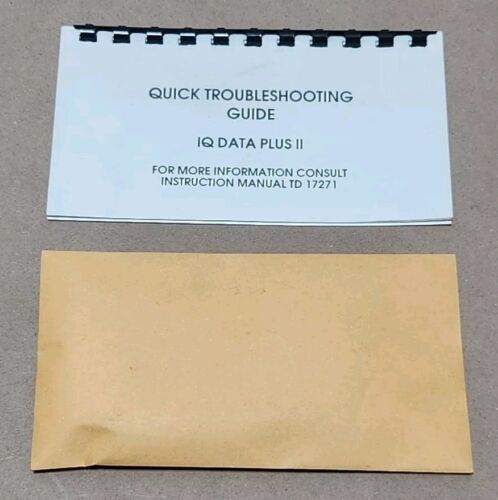 QUICK TROUBLESHOOTING
GUIDE
IQ DATA PLUS II
FOR MORE INFORMATION CONSULT
INSTRUCTION MANUAL TD 17271